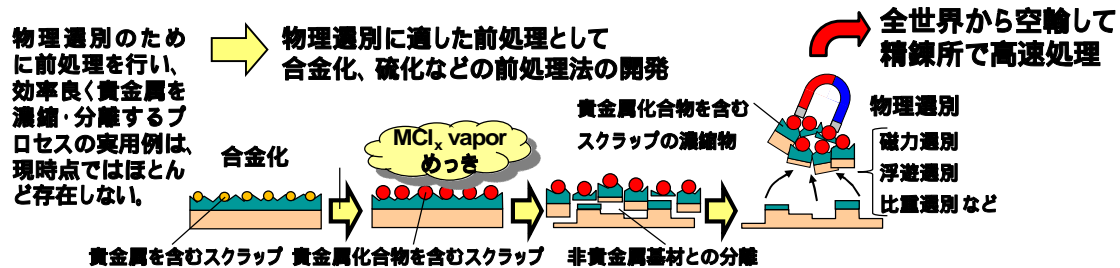 物理選別のため
に前処理を行い、
効率良く貴金属を
濃縮・分離するプ
ロセスの実用例は、
現時点ではほとん
ど存在しない。
物理選別に適した前処理として
合金化、硫化などの前処理法の開発
全世界から空輸して
精錬所で高速処理
合金化
MClx vapor
めっき
貴金属化合物を含む
スクラップの濃縮物
物理選別
磁力選別
浮遊選別
比重選別など
貴金属を含むスクラップ
貴金属化合物を含むスクラップ
非貴金属基材との分離